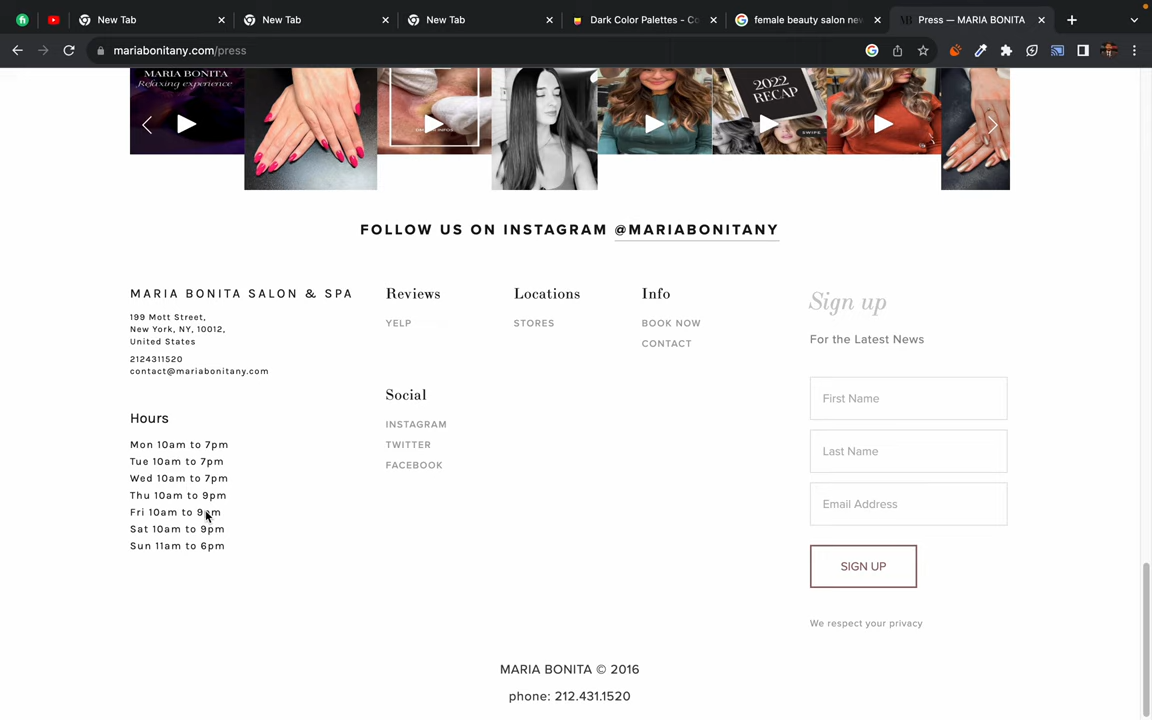 New Tab
New Tab
New Tab
Dark Color Palettes - Co
female beauty salon ne
Press — MARIA BONITA
mariabonitany.com/press
MARIA BONITA
Relaxing experience
2022
RECAP
SWIPE
FOLLOW US ON INSTAGRAM @MARIABONITANY
MARIA BONITA SALON & SPA
199 Mott Street,
New York, NY, 10012,
United States
2124311520
contact@mariabonitany.com
Hours
Mon 10am to 7pm
Tue 10am to 7pm
Wed 10am to 7pm
Thu 10am to 9pm
Fri 10am to 9pm
Sat 10am to 9pm
Sun 11am to 6pm
Reviews
YELP
Social
INSTAGRAM
TWITTER
FACEBOOK
Locations
STORES
Info
BOOK NOW
CONTACT
Sign up
For the Latest News
First Name
Last Name
Email Address
SIGN UP
We respect your privacy
MARIA BONITA © 2016
phone: 212.431.1520